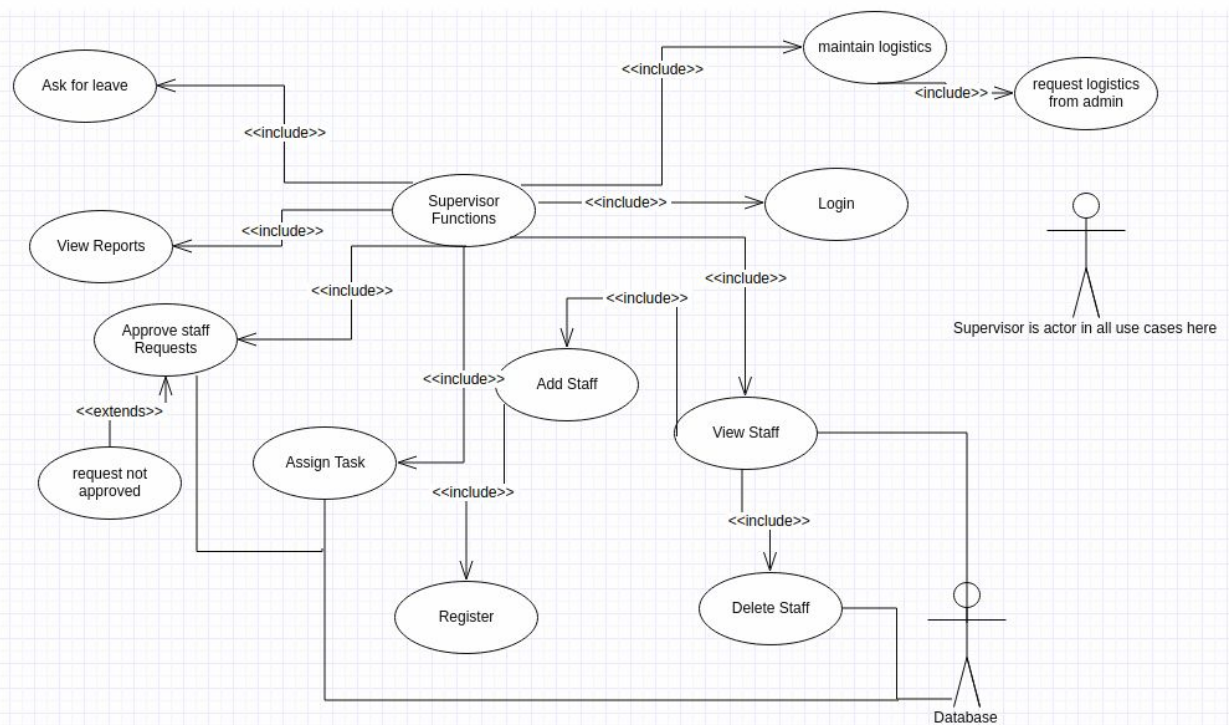 maintain logistics
<<include>>
Ask for leave
request logistics
from admin
<include>>
<<include>>
Supervisor
Functions
<<include>>
Login
View Reports
<<include>>
<<include>>
<<include>>
<<include>>
Supervisor is actor in all use cases here
Approve staff
Requests
<<include>>
Add Staff
<<extends>>
View Staff
Assign Task
request not
approved
<<include>>
<<include>>
Register
Delete Staff
Database